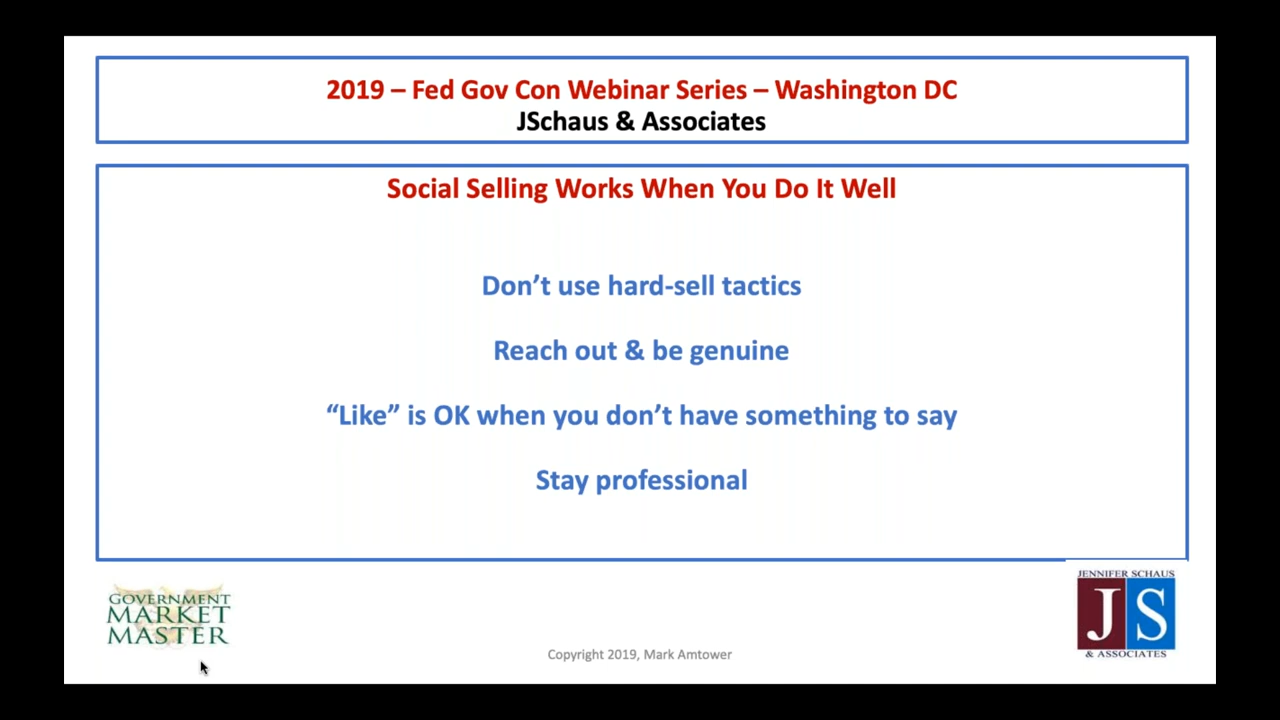 2019 – Fed Gov Con Webinar Series – Washington DC
JSchaus & Associates
Social Selling Works When You Do It Well
Don’t use hard-sell tactics
Reach out & be genuine
“Like” is OK when you don’t have something to say
Stay professional
GOVERNMENT
MARKET
MASTER
Copyright 2019, Mark Amtower
JENNIFER SCHAUS
JS
& ASSOCIATES